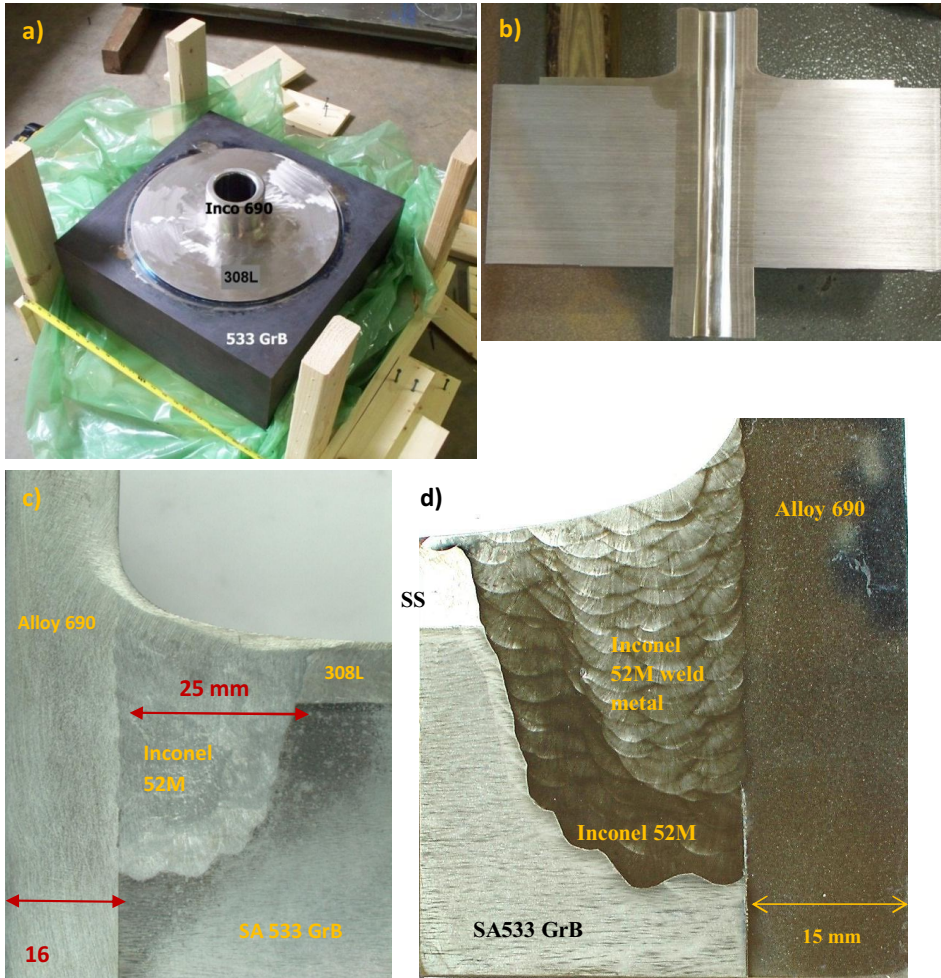 a)
Inco 690
308L
533 GrB
b)
c)
Alloy 690
308L
25 mm
Inconel
52M
SA 533 GrB
16
d)
Alloy 690
SS
Inconel
52M weld
metal
Inconel 52M
SA533 GrB
15 mm